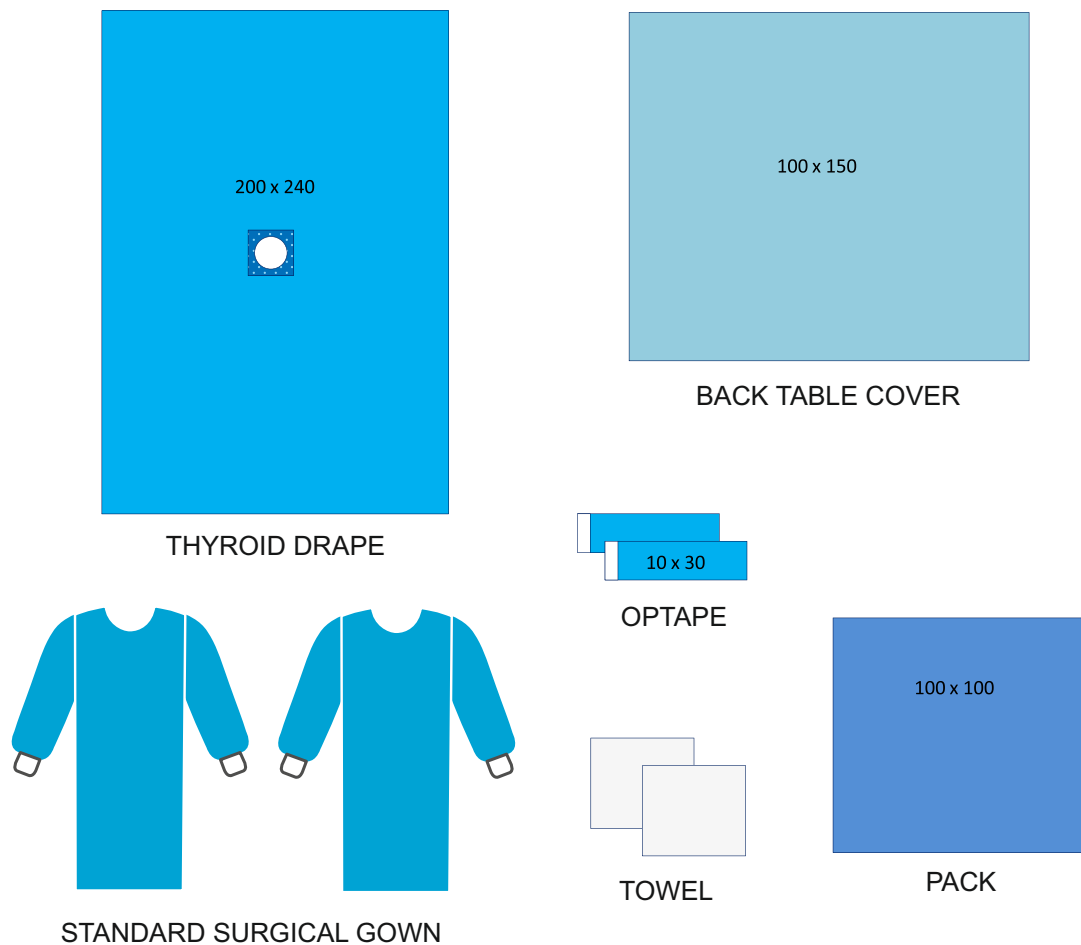 200 x 240
THYROID DRAPE
100 x 150
BACK TABLE COVER
10 x 30
OPTAPE
STANDARD SURGICAL GOWN
TOWEL
100 x 100
PACK